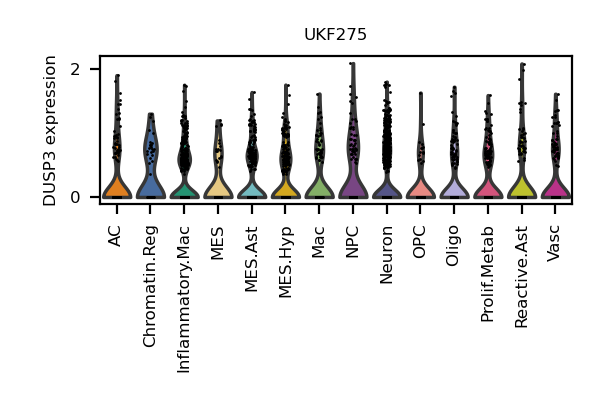 UKF275
DUSP3 expression
2
0
AC
Chromatin.Reg
Inflammatory.Mac
MES
MES.Ast
MES.Hyp
Mac
NPC
Neuron
OPC
Oligo
Prolif.Metab
Reactive.Ast
Vasc